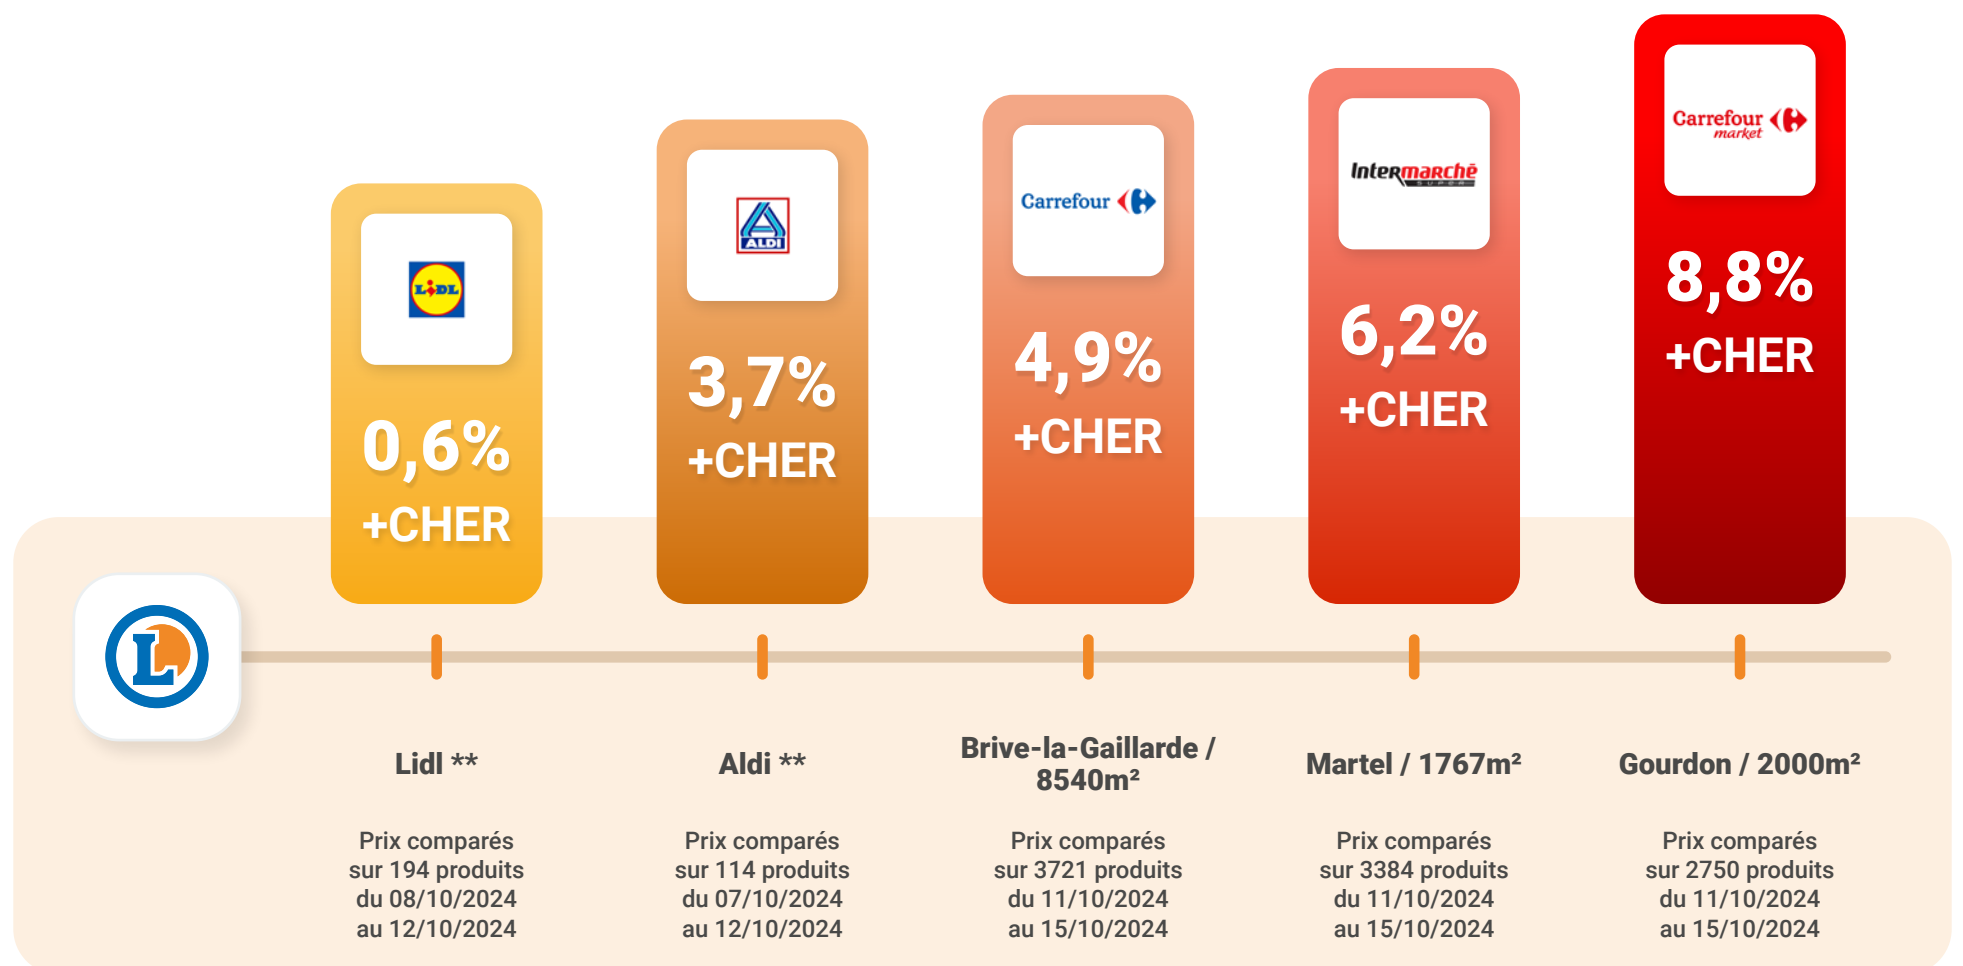 LIDL
0,6%
+CHER
ALDI
3,7%
+CHER
Carrefour
4,9%
+CHER
Intermarchē
SUPER
6,2%
+CHER
Carrefour
market
8,8%
+CHER
L
Lidl **
Prix comparés
sur 194 produits
du 08/10/2024
au 12/10/2024
Aldi **
Prix comparés
sur 114 produits
du 07/10/2024
au 12/10/2024
Brive-la-Gaillarde /
8540m²
Prix comparés
sur 3721 produits
du 11/10/2024
au 15/10/2024
Martel / 1767m²
Prix comparés
sur 3384 produits
du 11/10/2024
au 15/10/2024
Gourdon / 2000m²
Prix comparés
sur 2750 produits
du 11/10/2024
au 15/10/2024